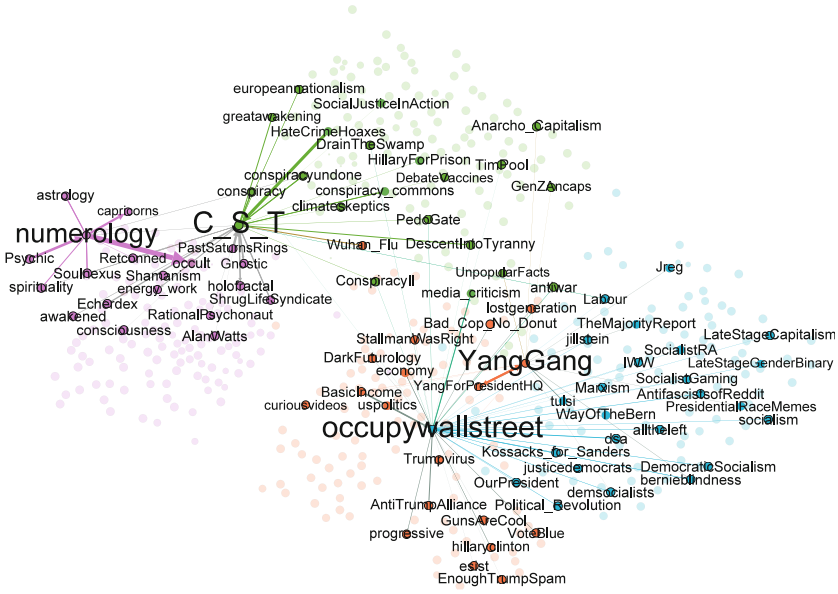 europeannationalism
SocialJusticeInAction
greatawakening
HateCrimeHoaxes
Anarcho_Capitalism
DrainTheSwamp
HillaryForPrison
TimPool
conspiracyundone
DebateVaccines
conspiracy
conspiracy_commons
GenZAncaps
astrology
capricorns
climateskeptics
C_S_T
PedoGate
numerology
PastSaturnsRings
Wuhan_Flu
DescentIntoTyranny
Psychic
Retconned
occult
Gnostic
Soulnexus
Shamanism
UnpopularFacts
Jreg
spirituality
energy_work
holofractal
ConspiracyII
media_criticism
antiwar
Echerdex
ShrugLifeSyndicate
lostgeneration
Labour
awakened
RationalPsychonaut
Bad_Cop_No_Donut
TheMajorityReport
consciousness
AlanWatts
StallmanWasRight
jillstein
LateStageCapitalism
DarkFuturology
YangGang
SocialistRA
economy
IWW
LateStageGenderBinary
YangForPresidentHQ
Marxism
SocialistGaming
BasicIncome
tulsi
AntifascistsofReddit
curiousvideos
uspolitics
WayOfTheBern
PresidentialRaceMemes
occupywallstreet
alltheleft
socialism
dsa
Trumpvirus
Kossacks_for_Sanders
justicedemocrats
DemocraticSocialism
OurPresident
bernieblindness
demsocialists
AntiTrumpAlliance
Political_Revolution
GunsAreCool
progressive
VoteBlue
hillaryclinton
esist
EnoughTrumpSpam